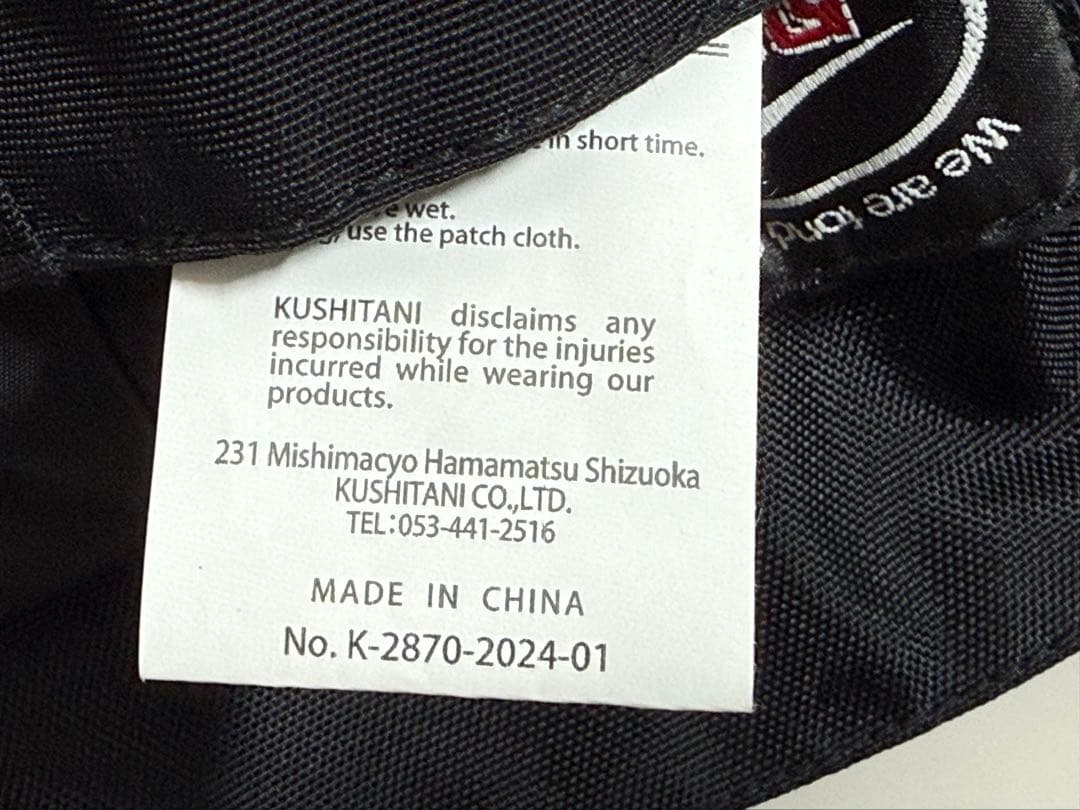 in short time.
wet.
use the patch cloth.
KUSHITANI disclaims any
responsibility for the injuries
incurred while wearing our
products.
231 Mishimacyo Hamamatsu Shizuoka
KUSHITANI CO.,LTD.
TEL:053-441-2516
MADE IN CHINA
No. K-2870-2024-01
We are fond